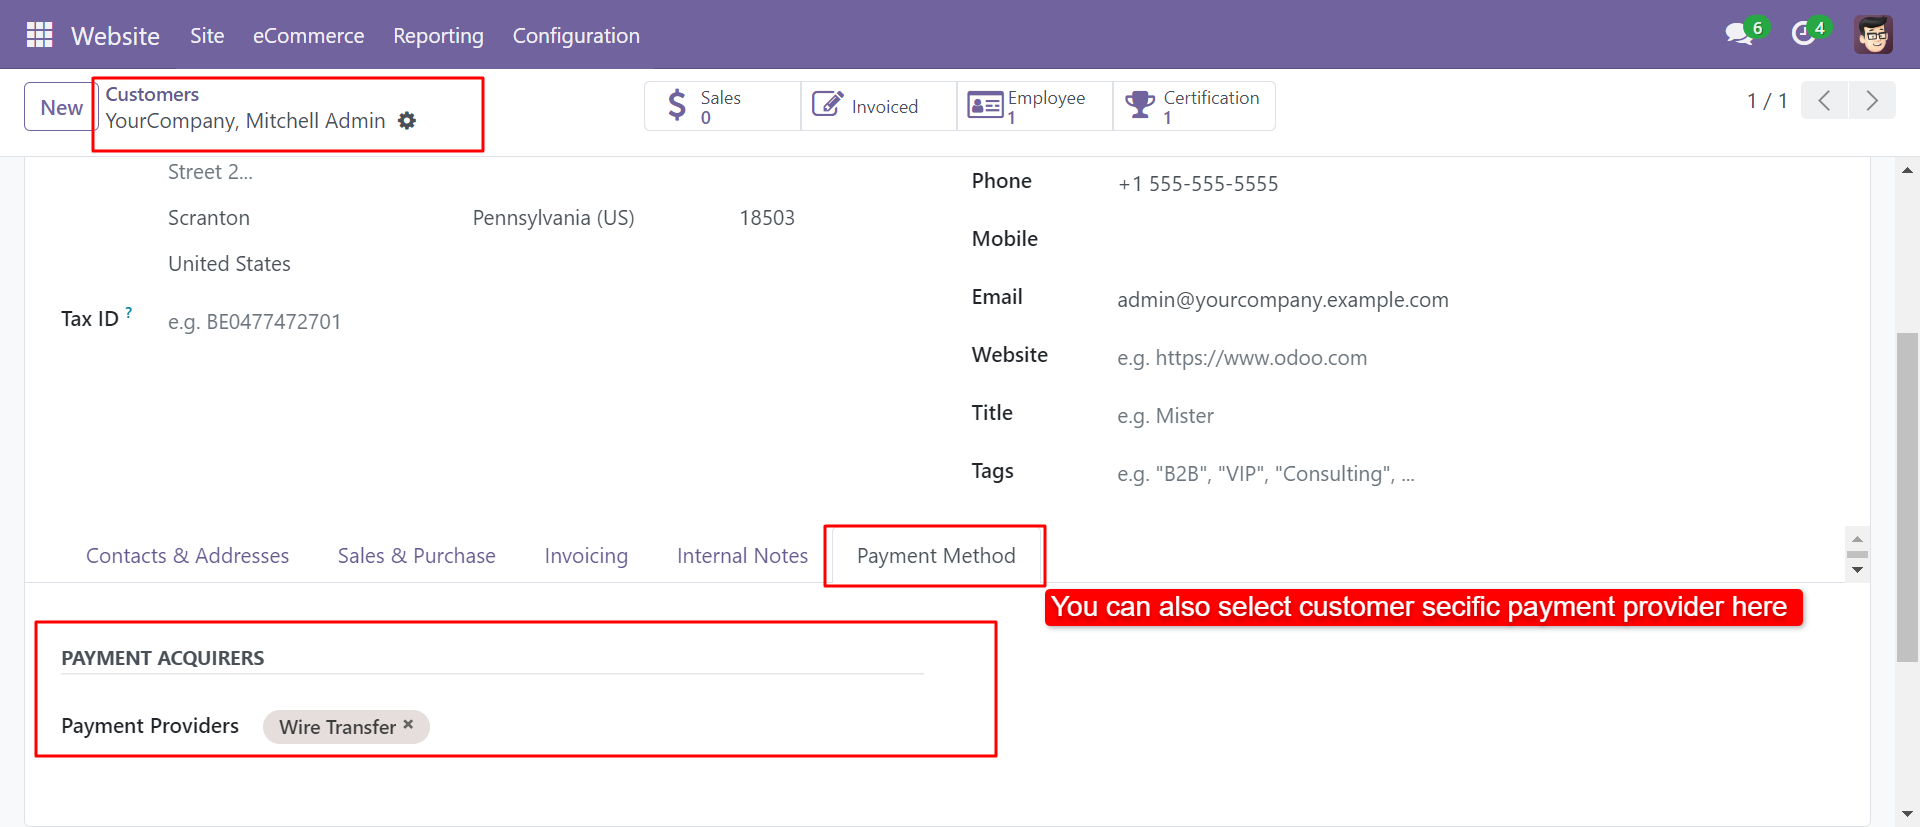 Website Site eCommerce Reporting Configuration 6 4
New
Customers
YourCompany, Mitchell Admin
Sales
0
Invoiced
Employee
1
Certification
1
1 / 1
Street 2...
Scranton Pennsylvania (US) 18503
United States
Tax ID ? e.g. BE0477472701
Phone +1 555-555-5555
Mobile
Email admin@yourcompany.example.com
Website e.g. https://www.odoo.com
Title e.g. Mister
Tags e.g. "B2B", "VIP", "Consulting", ...
Contacts & Addresses Sales & Purchase Invoicing Internal Notes Payment Method
You can also select customer secific payment provider here
PAYMENT ACQUIRERS
Payment Providers Wire Transfer ×